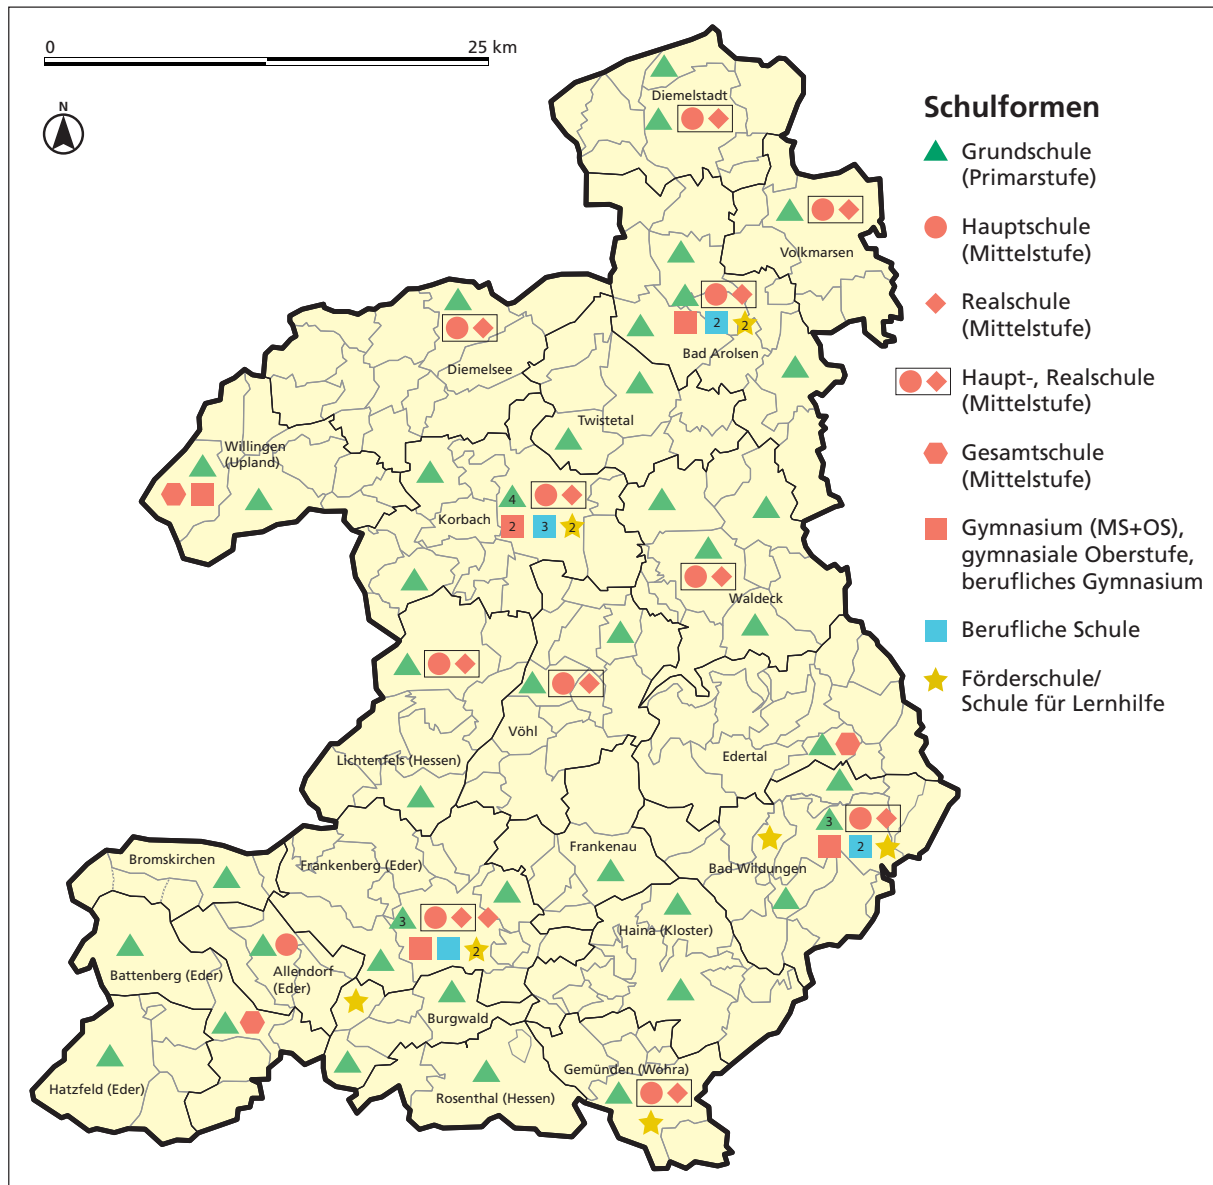 0
25 km
N
Diemelstadt
Volkmarsen
2
2
Bad Arolsen
Diemelsee
Twistetal
Willingen
(Upland)
4
Korbach
2
3
2
Waldeck
Vöhl
Lichtenfels (Hessen)
Edertal
3
2
Bad Wildungen
Bromskirchen
Frankenberg (Eder)
Frankenau
3
2
Haina (Kloster)
Battenberg (Eder)
Allendorf
(Eder)
Burgwald
Hatzfeld (Eder)
Rosenthal (Hessen)
Gemünden (Wohra)
Schulformen
Grundschule
(Primarstufe)
Hauptschule
(Mittelstufe)
Realschule
(Mittelstufe)
Haupt-, Realschule
(Mittelstufe)
Gesamtschule
(Mittelstufe)
Gymnasium (MS+OS),
gymnasiale Oberstufe,
berufliches Gymnasium
Berufliche Schule
Förderschule/
Schule für Lernhilfe